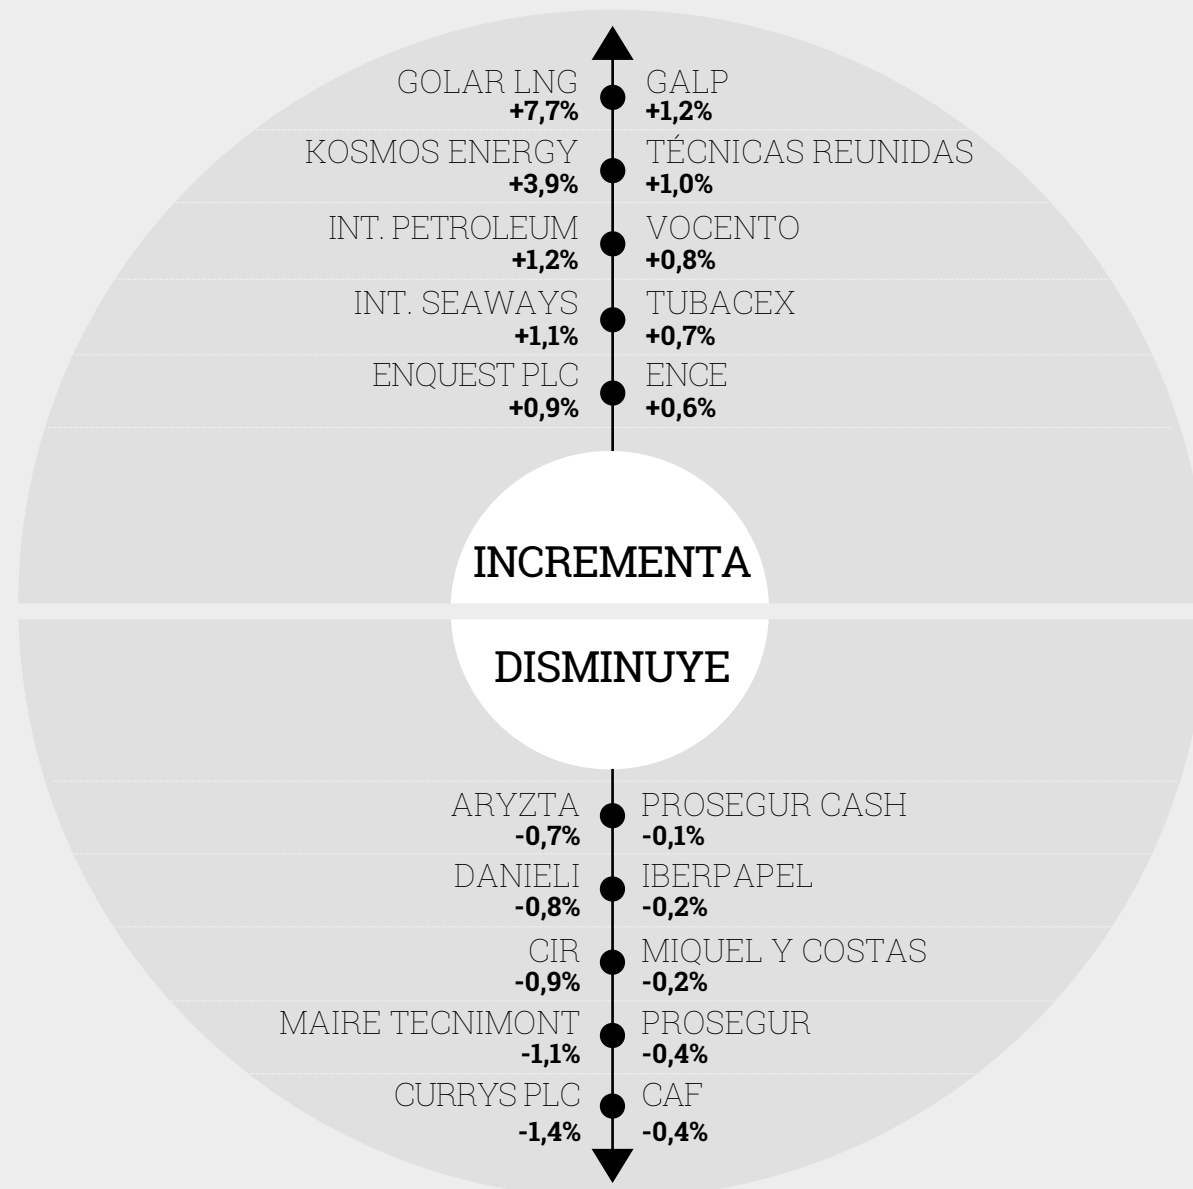 GOLAR LNG
+7,7%
GALP
+1,2%
KOSMOS ENERGY
+3,9%
TÉCNICAS REUNIDAS
+1,0%
INT. PETROLEUM
+1,2%
VOCENTO
+0,8%
INT. SEAWAYS
+1,1%
TUBACEX
+0,7%
ENQUEST PLC
+0,9%
ENCE
+0,6%
INCREMENTA
DISMINUYE
ARYZTA
-0,7%
PROSEGUR CASH
-0,1%
DANIELI
-0,8%
IBERPAPEL
-0,2%
CIR
-0,9%
MIQUEL Y COSTAS
-0,2%
MAIRE TECNIMONT
-1,1%
PROSEGUR
-0,4%
CURRYS PLC
-1,4%
CAF
-0,4%